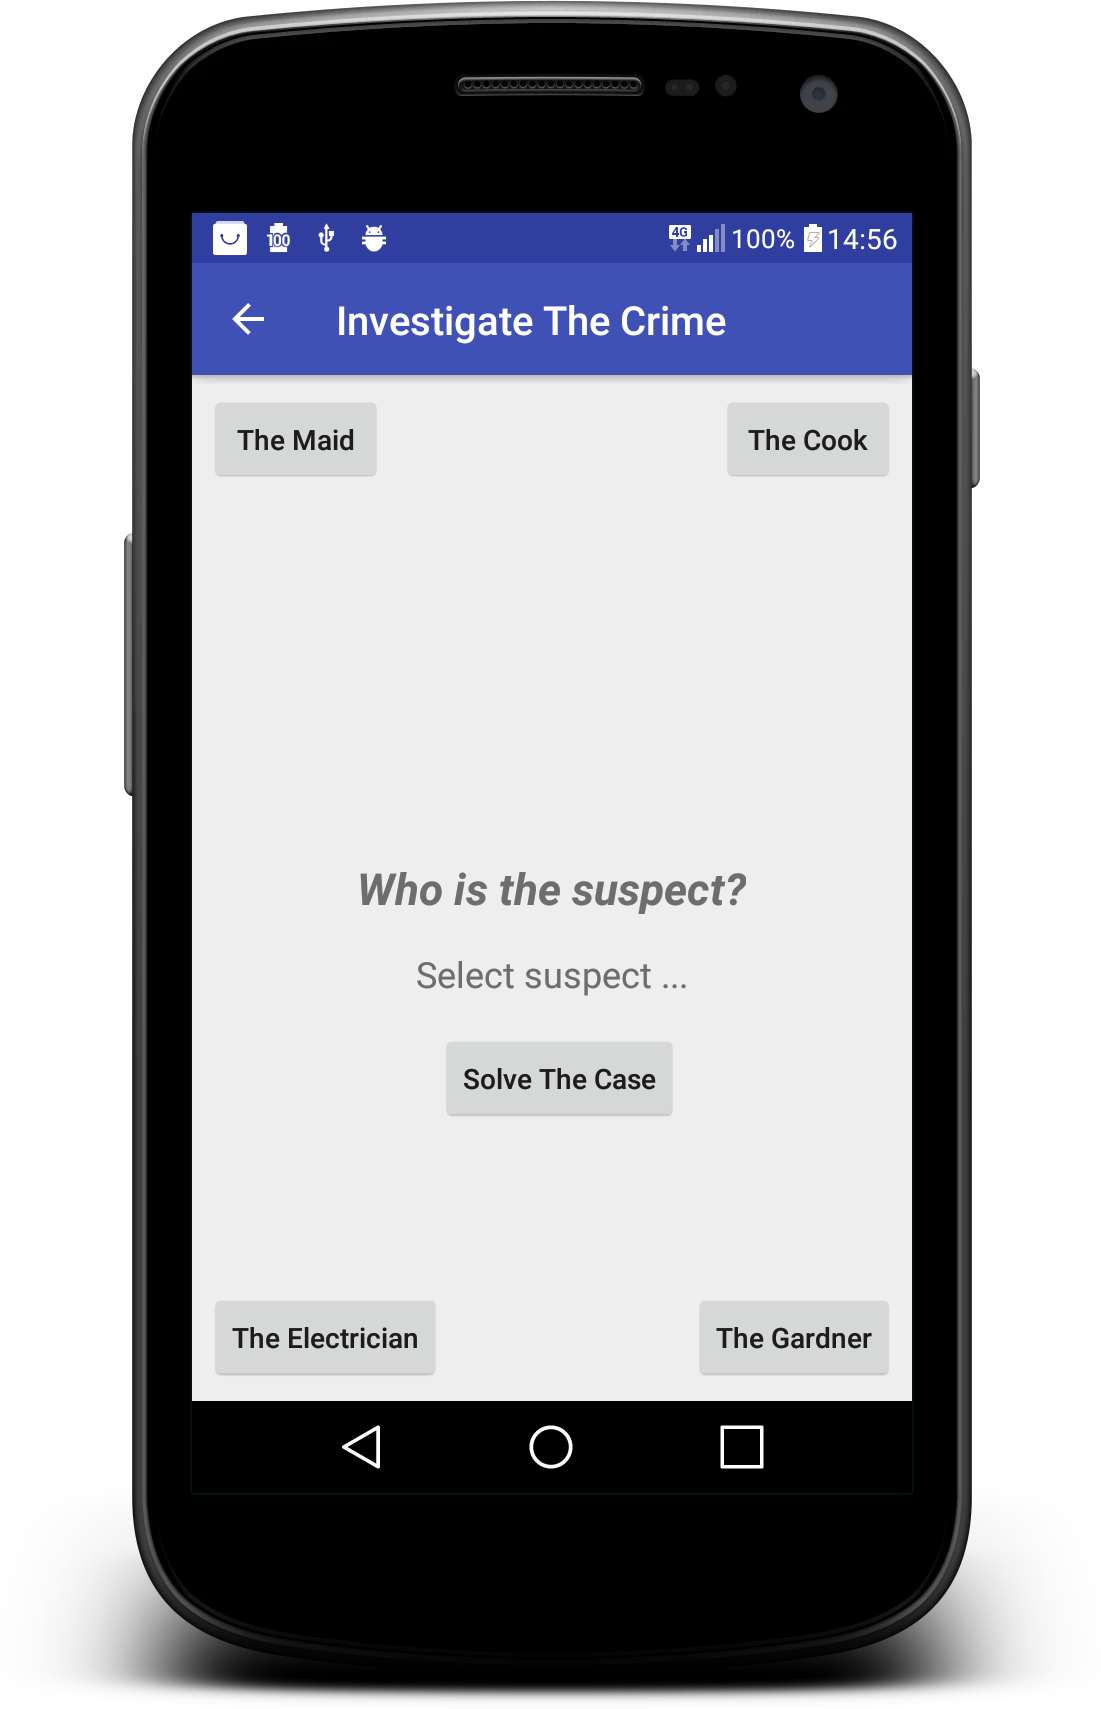 100 4G 100% 14:56
Investigate The Crime
The Maid The Cook
Who is the suspect?
Select suspect ...
Solve The Case
The Electrician The Gardner